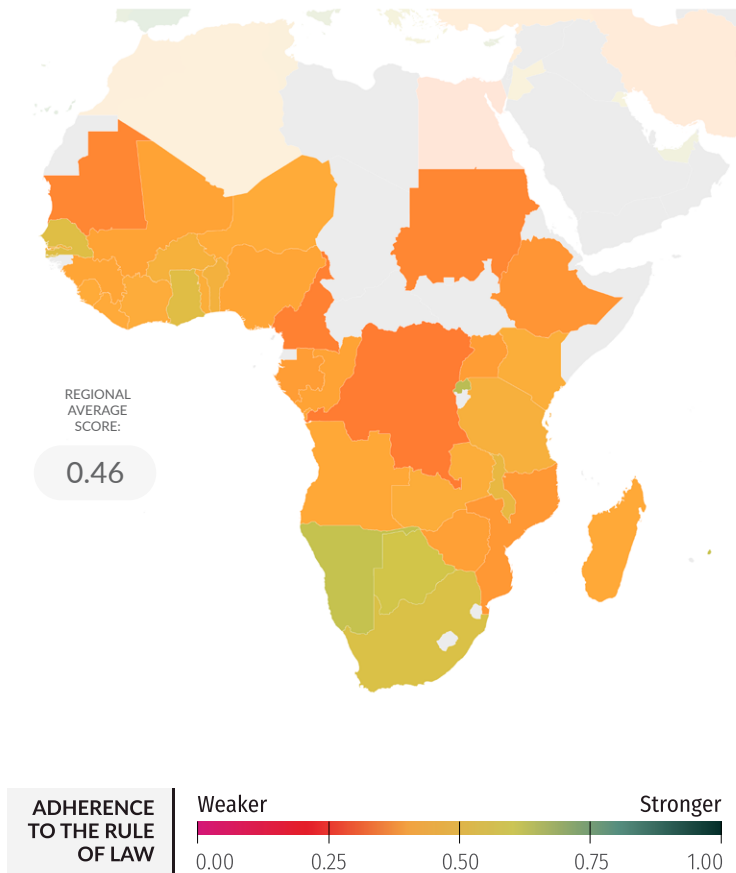 REGIONAL
AVERAGE
SCORE:
0.46
ADHERENCE
TO THE RULE
OF LAW
Weaker
Stronger
0.00
0.25
0.50
0.75
1.00